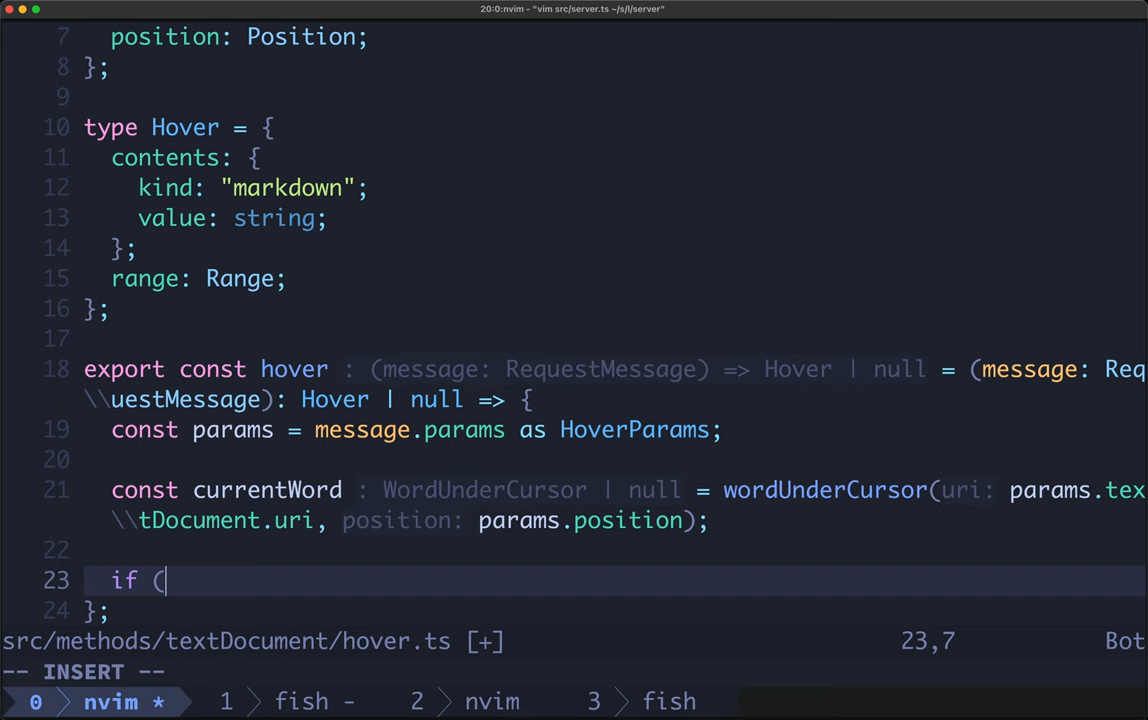 20:0:nvim - "vim src/server.ts ~/s/l/server"
7 position: Position;
8 };
9
10 type Hover = {
11 contents: {
12 kind: "markdown";
13 value: string;
14 };
15 range: Range;
16 };
17
18 export const hover : (message: RequestMessage) => Hover | null = (message: Req
\\uestMessage): Hover | null => {
19 const params = message.params as HoverParams;
20
21 const currentWord : WordUnderCursor | null = wordUnderCursor(uri: params.tex
\\tDocument.uri, position: params.position);
22
23 if (
24 };
src/methods/textDocument/hover.ts [+] 23,7 Bot
-- INSERT --
0 nvim * 1 fish - 2 nvim 3 fish